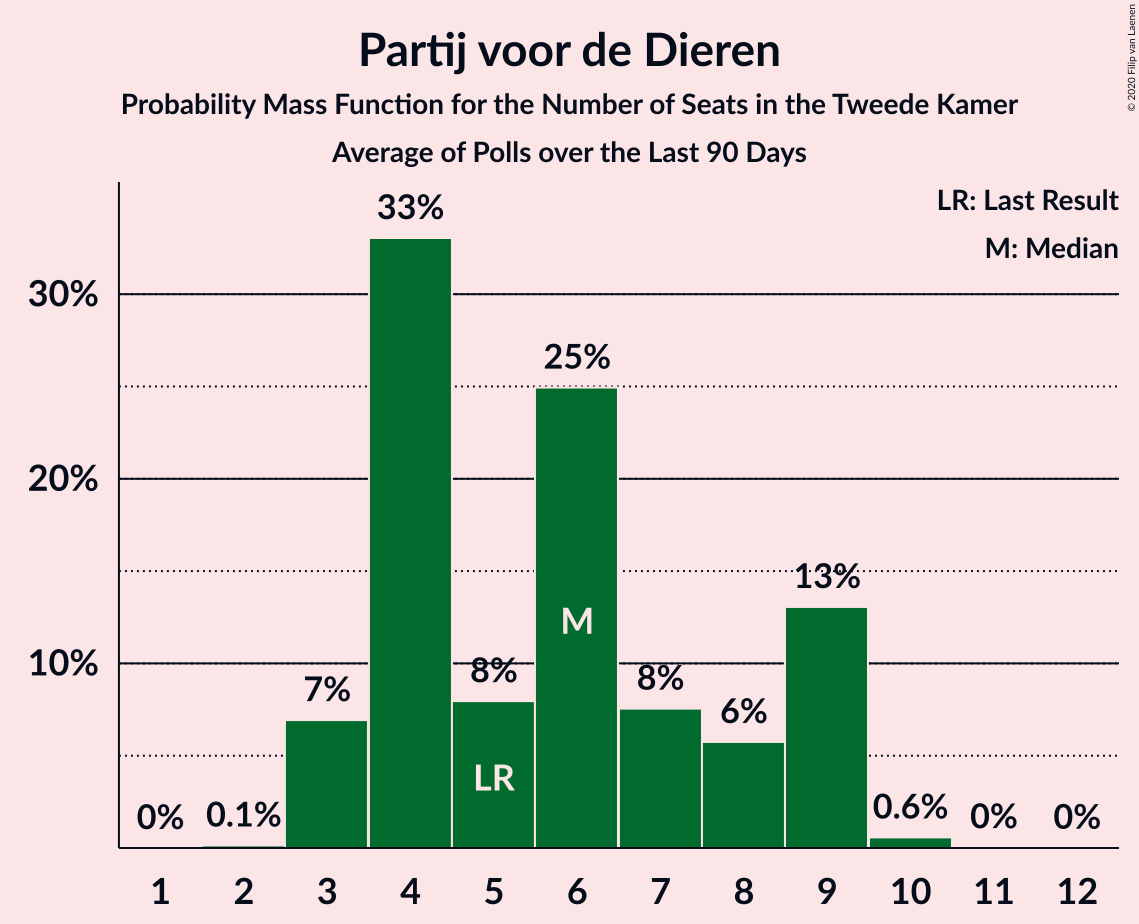 Partij voor de Dieren
Probability Mass Function for the Number of Seats in the Tweede Kamer
Average of Polls over the Last 90 Days
© 2020 Filip van Laenen
LR: Last Result
M: Median
33%
30%
25%
20%
13%
M
10%
8%
8%
7%
6%
LR
0%
0.1%
0.6%
0%
0%
1 2 3 4 5 6 7 8 9 10 11 12